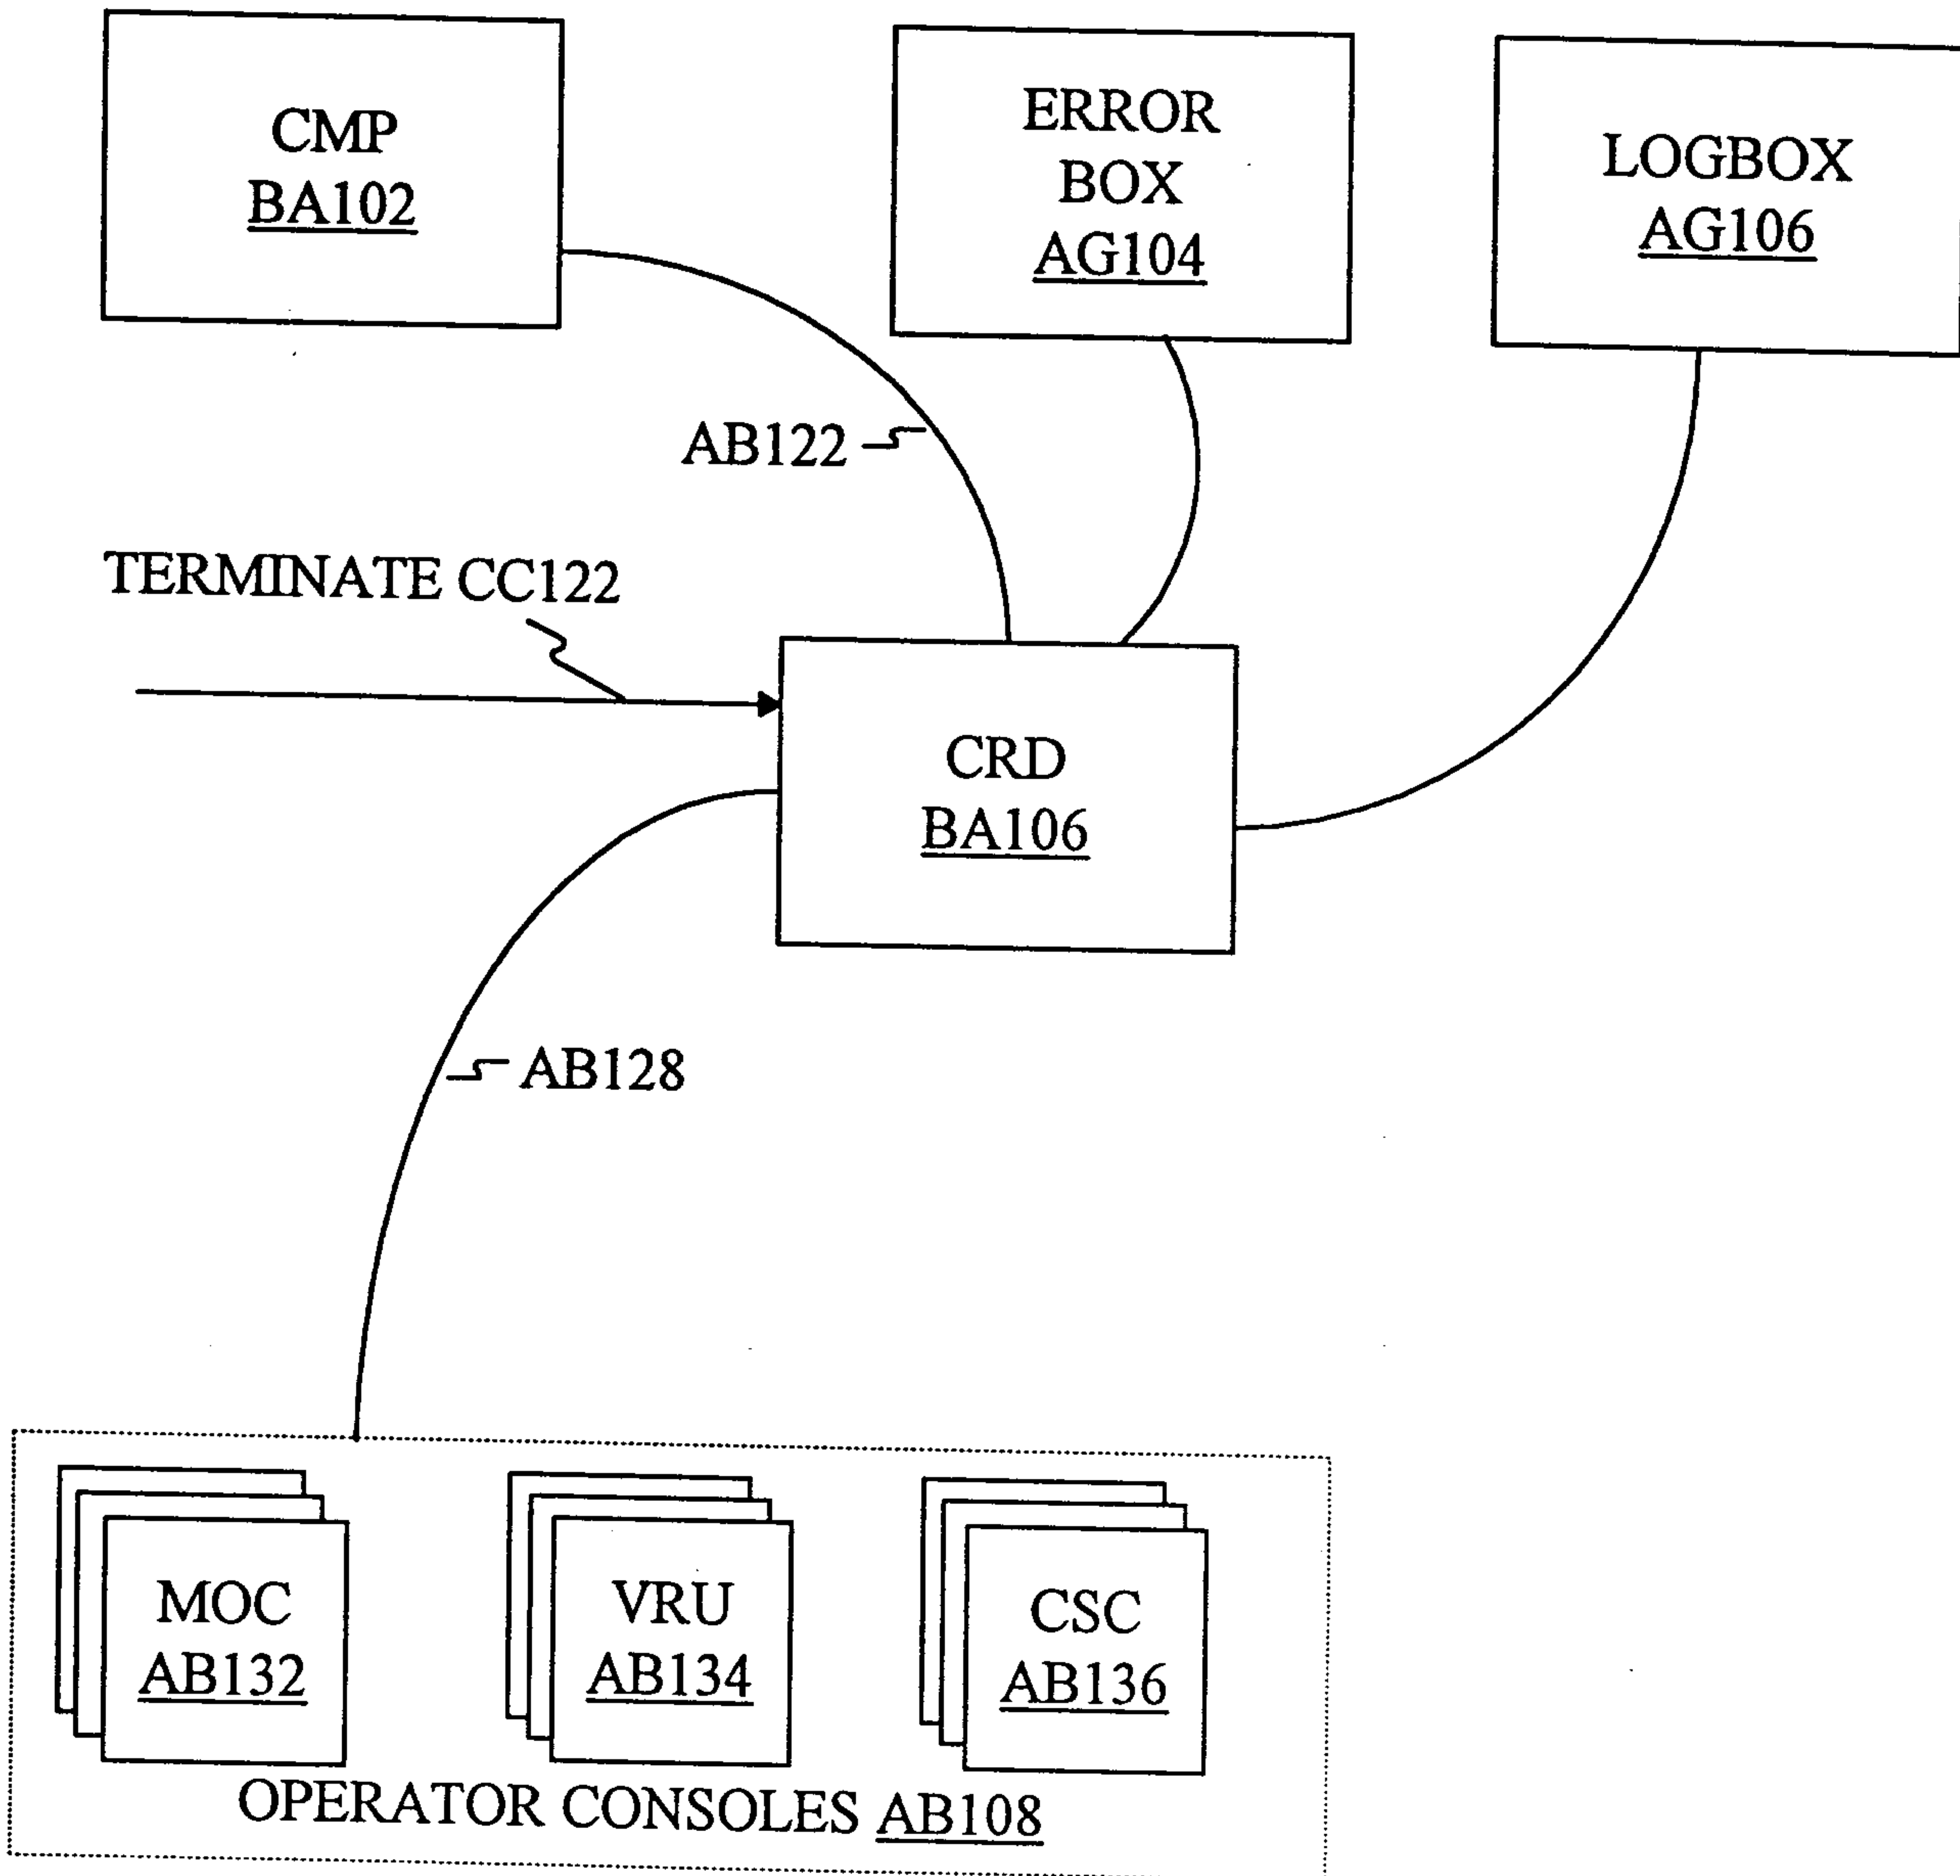 CMP
BA102
ERROR
BOX
AG104
LOGBOX
AG106
AB122
TERMINATE CC122
CRD
BA106
AB128
MOC
AB132
VRU
AB134
CSC
AB136
OPERATOR CONSOLES AB108